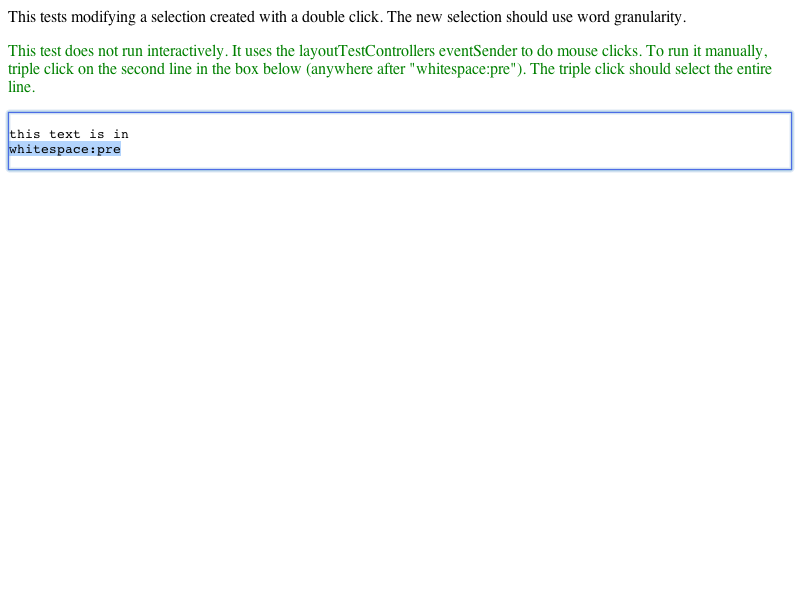 This tests modifying a selection created with a double click. The new selection should use word granularity.
This test does not run interactively. It uses the layoutTestControllers eventSender to do mouse clicks. To run it manually,
triple click on the second line in the box below (anywhere after "whitespace:pre"). The triple click should select the entire
line.
this text is in
whitespace:pre